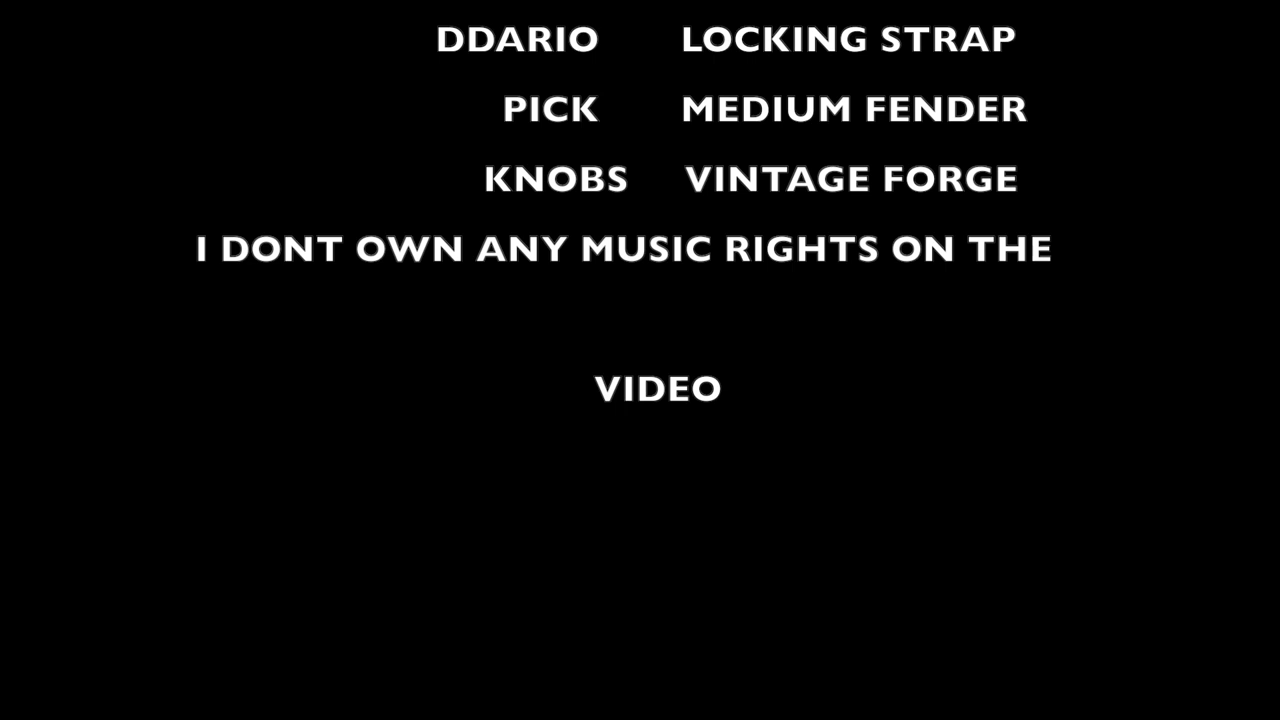 DDARIO LOCKING STRAP
PICK MEDIUM FENDER
KNOBS VINTAGE FORGE
I DONT OWN ANY MUSIC RIGHTS ON THE
VIDEO